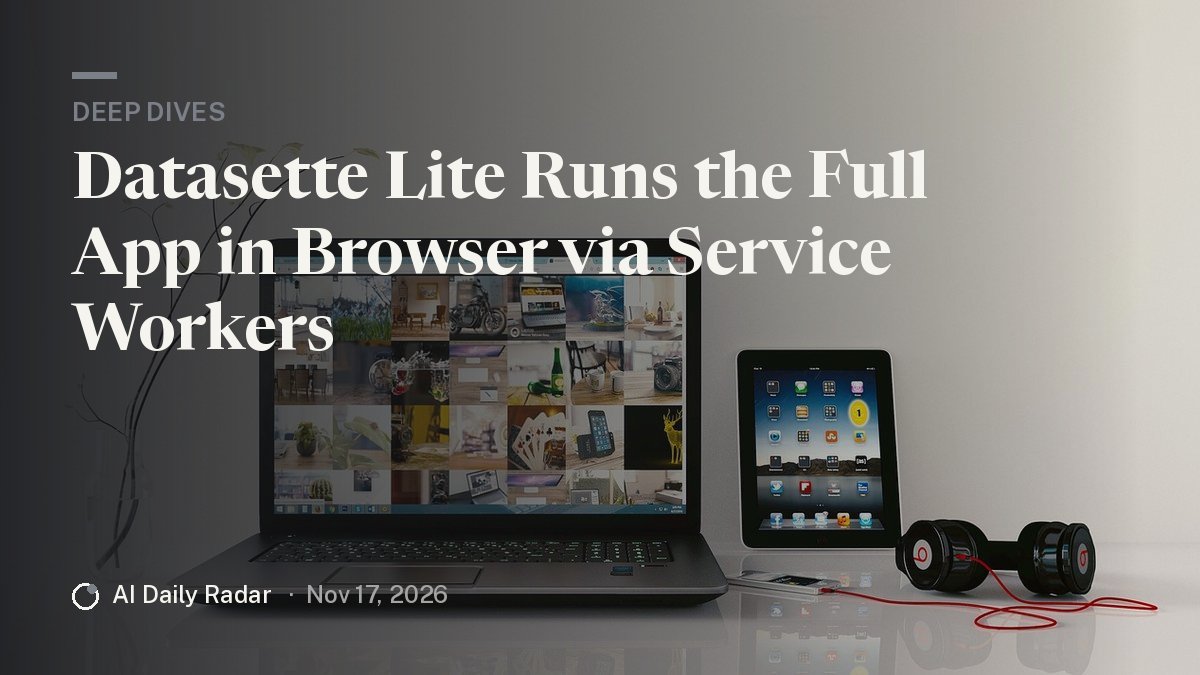 DEEP DIVES
Datasette Lite Runs the Full
App in Browser via Service
Workers
AI Daily Radar · Nov 17, 2026